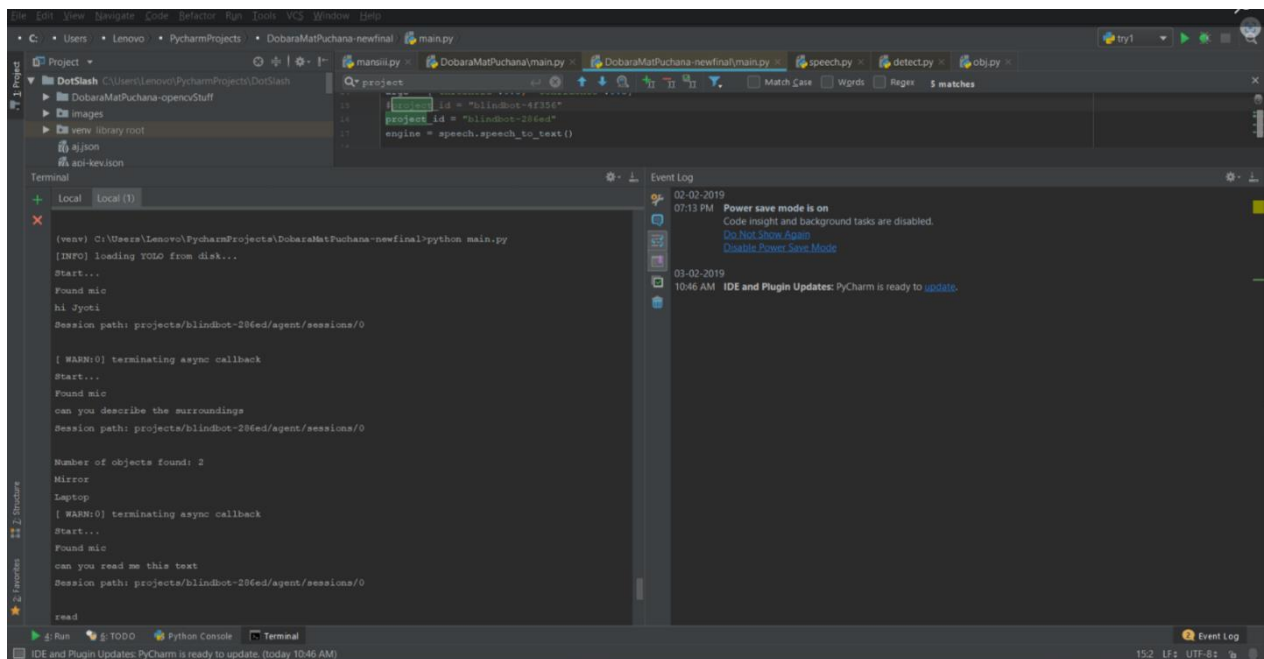 File Edit View Navigate Code Refactor Run Tools VCS Window Help
C: Users Lenovo PycharmProjects DobaraMatPuchana-newfinal main.py
try1
1: Project
Project
mansiii.py
DobaraMatPuchana\main.py
DobaraMatPuchana-newfinal\main.py
speech.py
detect.py
obj.py
DotSlash C:\Users\Lenovo\PycharmProjects\DotSlash
DobaraMatPuchana-opencvStuff
images
venv library root
aj.json
api-key.json
project
Match Case Words Regex 5 matches
15 #project_id = "blindbot-4f356"
16 project_id = "blindbot-286ed"
17 engine = speech.speech_to_text()
Terminal
Local Local (1)
(venv) C:\Users\Lenovo\PycharmProjects\DobaraMatPuchana-newfinal>python main.py
[INFO] loading YOLO from disk...
Start...
Found mic
hi Jyoti
Session path: projects/blindbot-286ed/agent/sessions/0
[ WARN:0] terminating async callback
Start...
Found mic
can you describe the surroundings
Session path: projects/blindbot-286ed/agent/sessions/0
Number of objects found: 2
Mirror
Laptop
[ WARN:0] terminating async callback
Start...
Found mic
can you read me this text
Session path: projects/blindbot-286ed/agent/sessions/0
read
Event Log
02-02-2019
07:13 PM Power save mode is on
Code insight and background tasks are disabled.
Do Not Show Again
Disable Power Save Mode
03-02-2019
10:46 AM IDE and Plugin Updates: PyCharm is ready to update.
Z: Structure
2: Favorites
4: Run 6: TODO Python Console Terminal
Event Log
IDE and Plugin Updates: PyCharm is ready to update. (today 10:46 AM)
152 LF UTF-8